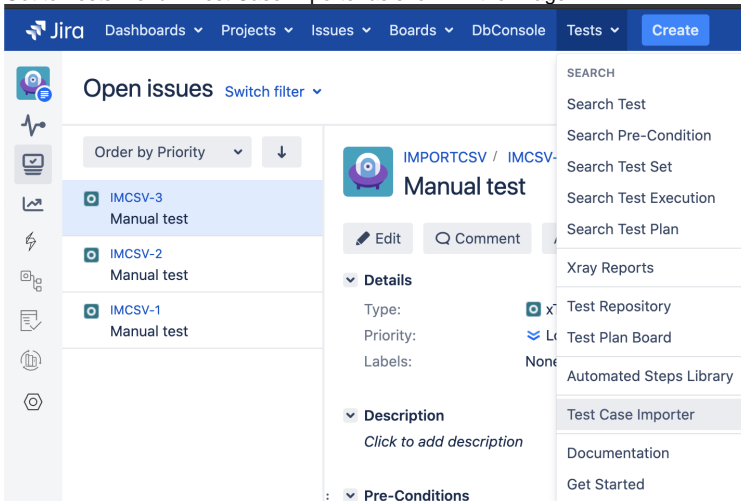 Jira Dashboards Projects Issues Boards DbConsole Tests Create
Open issues Switch filter
Order by Priority
IMCSV-3
Manual test
IMCSV-2
Manual test
IMCSV-1
Manual test
IMPORTCSV / IMCSV-
Manual test
Edit Comment
Details
Type:
Priority:
Labels: None
Description
Click to add description
Pre-Conditions
SEARCH
Search Test
Search Pre-Condition
Search Test Set
Search Test Execution
Search Test Plan
Xray Reports
Test Repository
Test Plan Board
Automated Steps Library
Test Case Importer
Documentation
Get Started